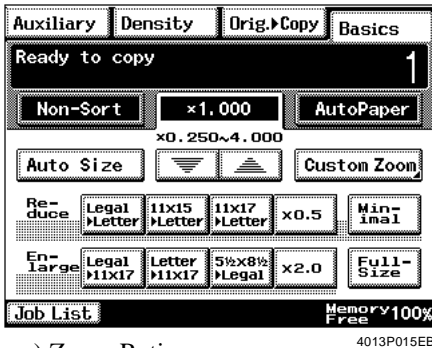 Auxiliary Density Orig.▶Copy Basics
Ready to copy 1
Non-Sort ×1.000 AutoPaper
×0.250~4.000
Auto Size Custom Zoom
Re-duce Legal ▶Letter 11x15 ▶Letter 11x17 ▶Letter ×0.5 Min-imal
En-large Legal ▶11x17 Letter ▶11x17 5½x8½ ▶Legal ×2.0 Full-Size
Job List Memory Free 100%
4013P015EB